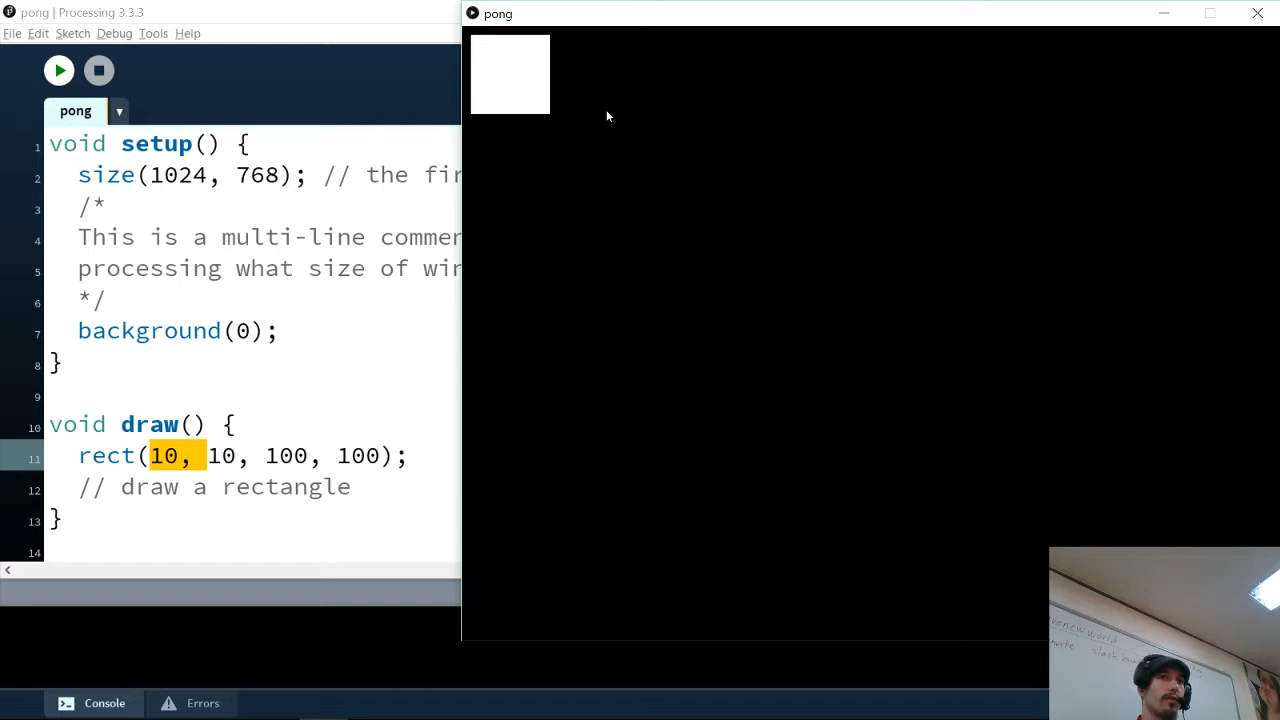 pong | Processing 3.3.3
File Edit Sketch Debug Tools Help
pong
pong
1 void setup() {
2 size(1024, 768); // the fir
3 /*
4 This is a multi-line commen
5 processing what size of win
6 */
7 background(0);
8 }
9
10 void draw() {
11 rect(10, 10, 100, 100);
12 // draw a rectangle
13 }
14
Console Errors